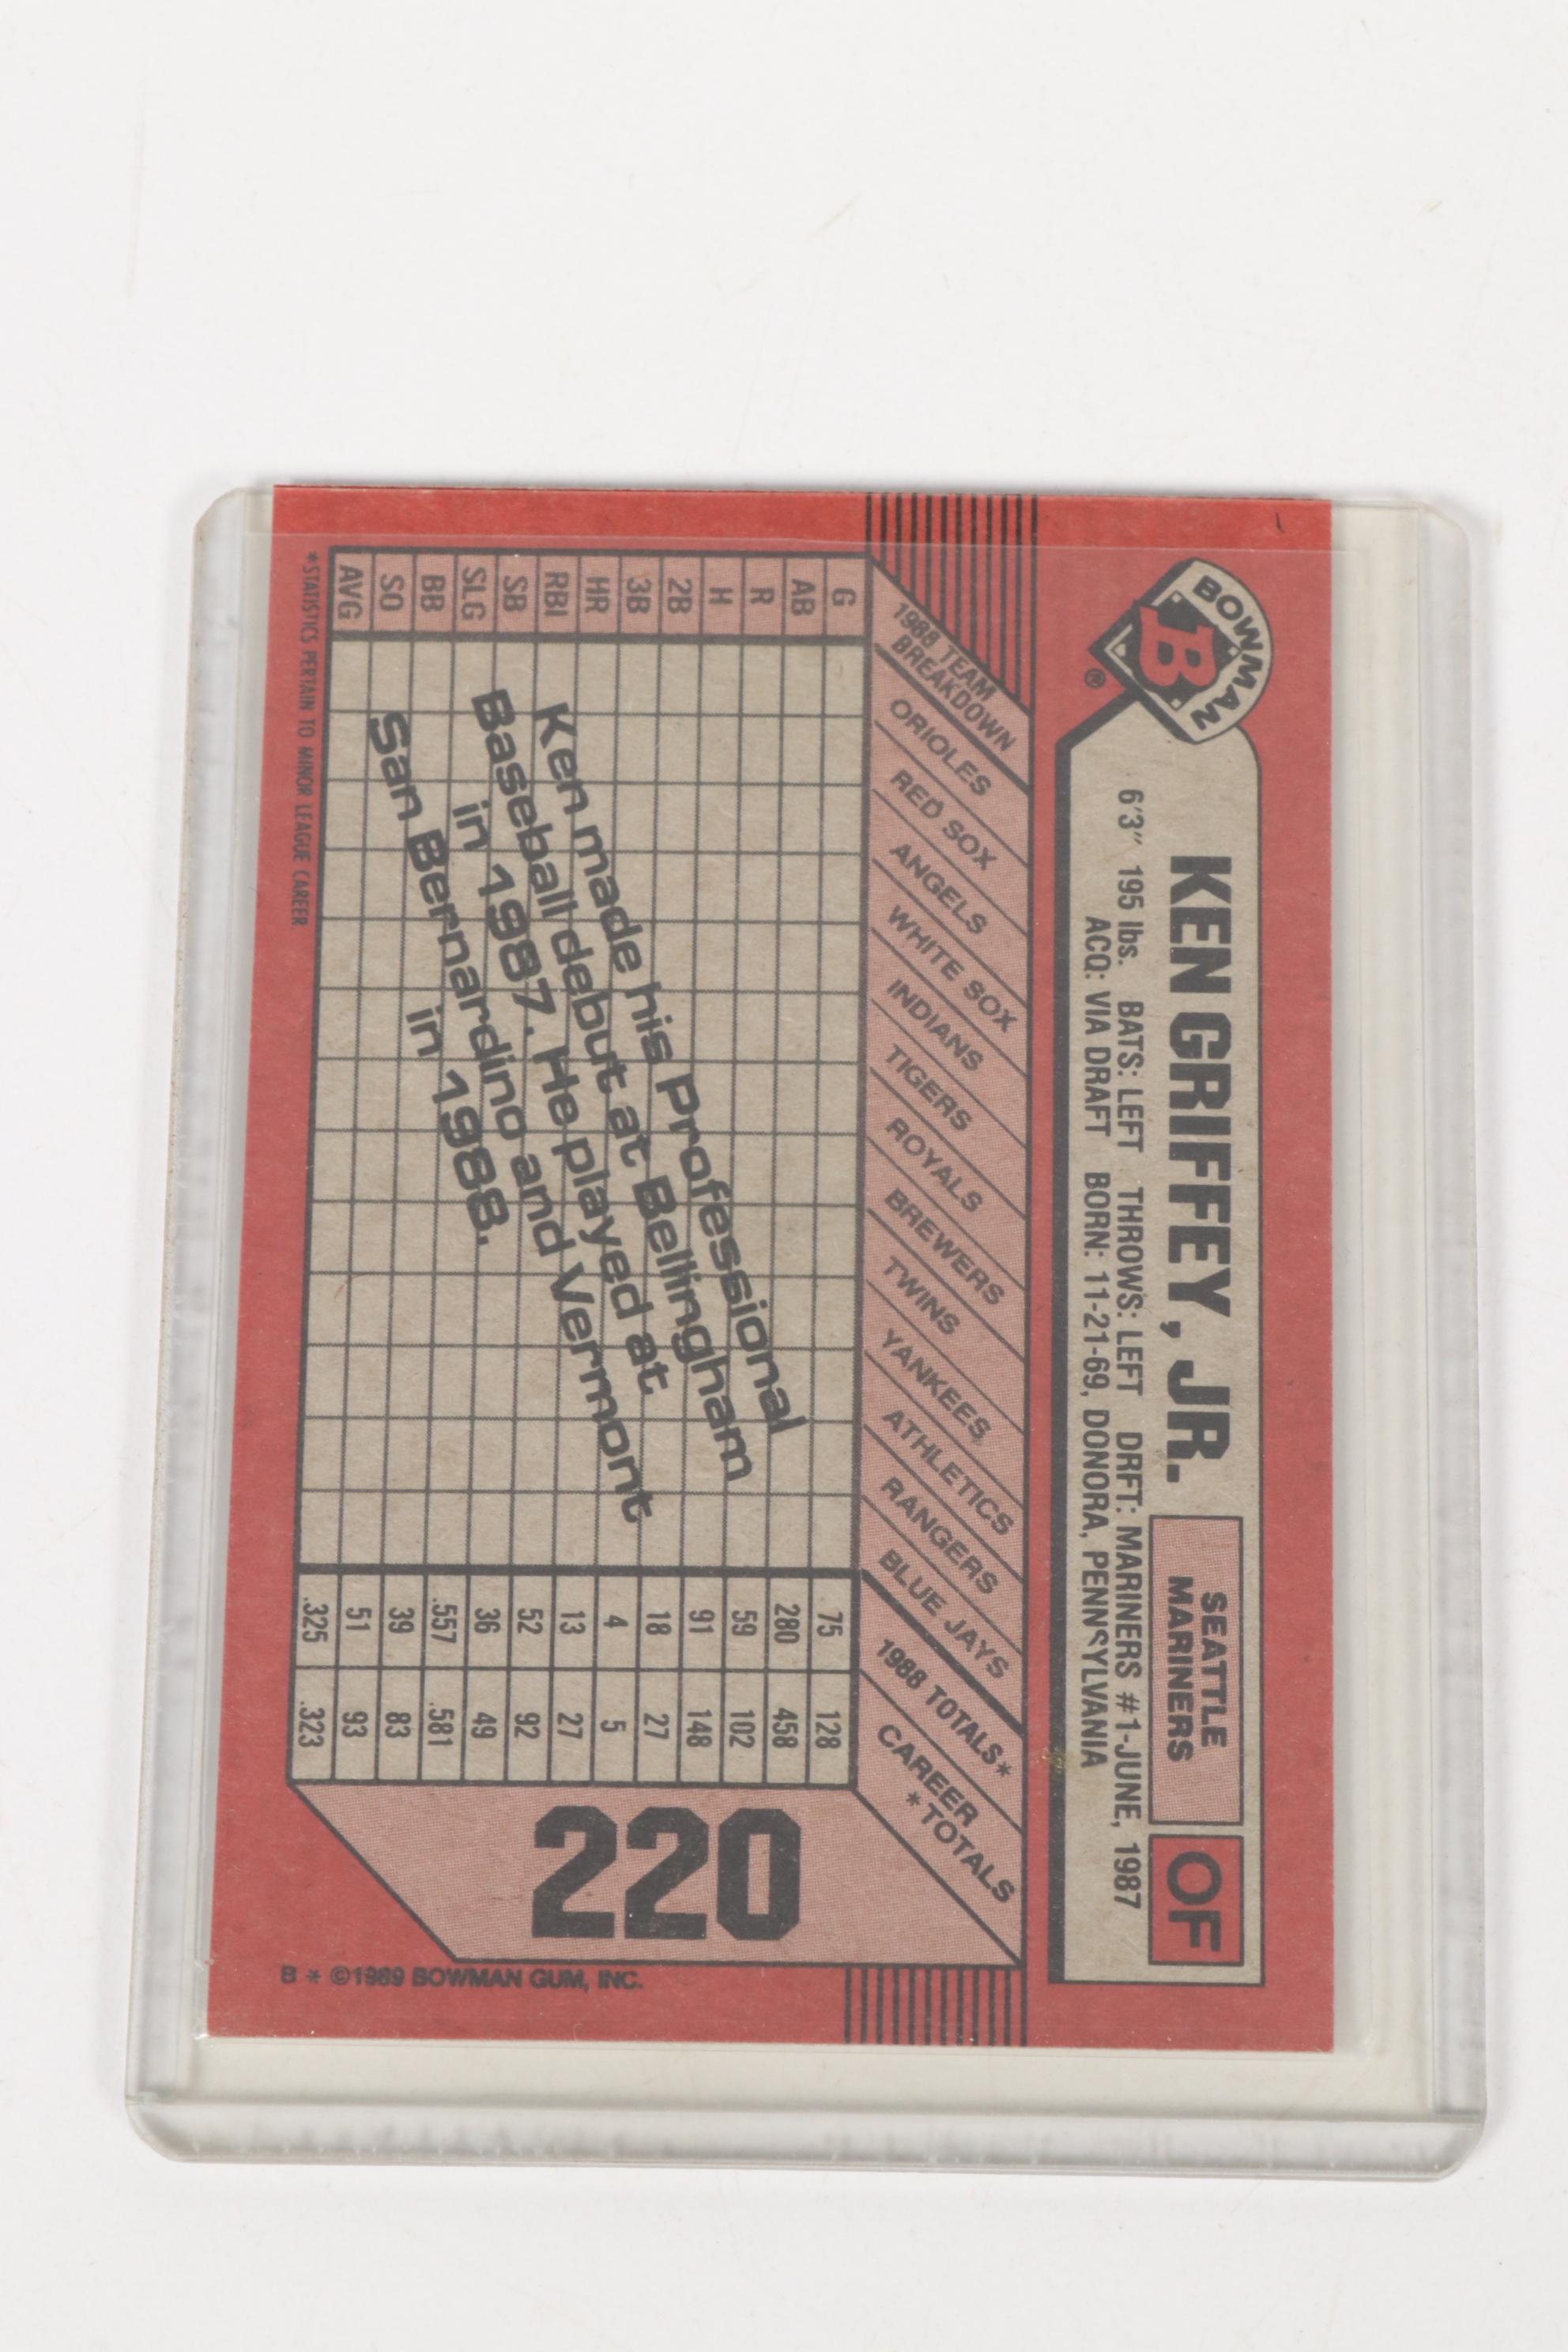 BOWMAN
B
®
KEN GRIFFEY, JR.
SEATTLE
MARINERS
OF
6'3" 195 lbs. BATS: LEFT THROWS: LEFT DRFT: MARINERS #1-JUNE, 1987
ACQ: VIA DRAFT BORN: 11-21-69, DONORA, PENNSYLVANIA
1988 TEAM
BREAKDOWN
ORIOLES
RED SOX
ANGELS
WHITE SOX
INDIANS
TIGERS
ROYALS
BREWERS
TWINS
YANKEES
ATHLETICS
RANGERS
BLUE JAYS
1988 TOTALS*
CAREER
*TOTALS
G 75 128
AB 280 458
R 59 102
H 91 148
2B 18 27
3B 4 5
HR 13 27
RBI 52 92
SB 36 49
SLG .557 .581
BB 39 83
SO 51 93
AVG .325 .323
Ken made his Professional
Baseball debut at Bellingham
in 1987. He played at
San Bernardino and Vermont
in 1988.
220
*STATISTICS PERTAIN TO MINOR LEAGUE CAREER
B * ©1989 BOWMAN GUM, INC.